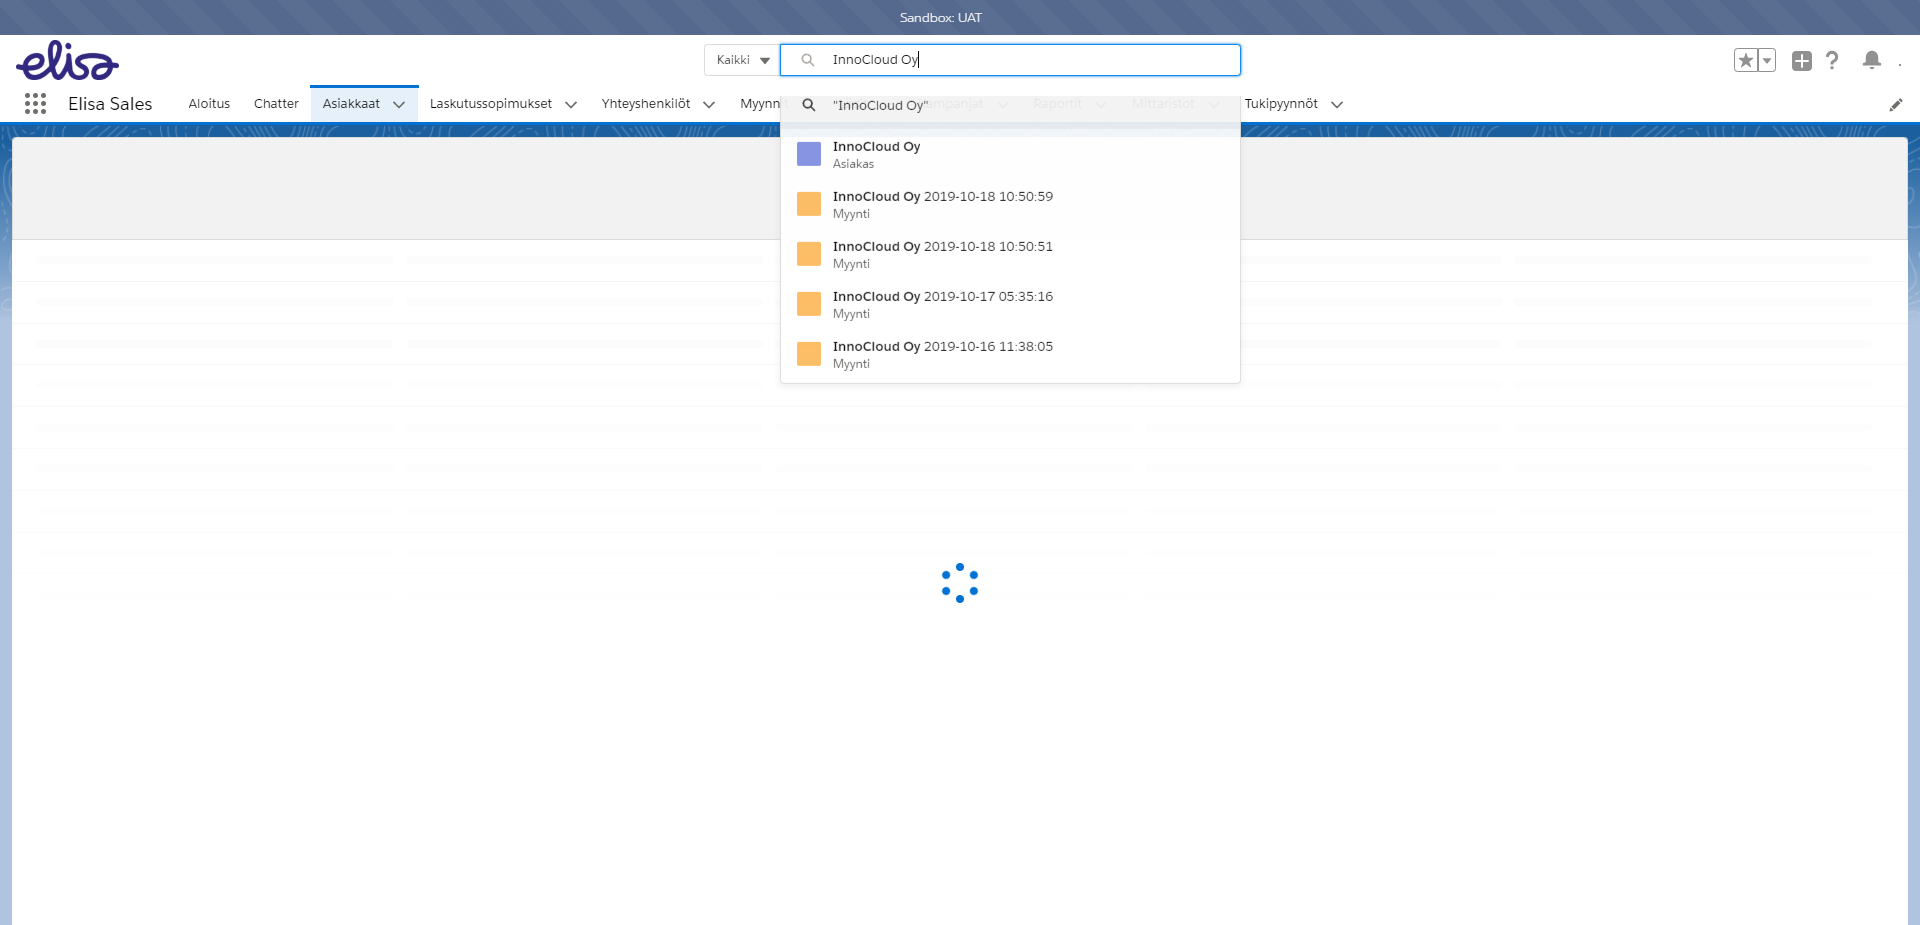 Sandbox: UAT
elisa
Kaikki
InnoCloud Oy
Elisa Sales
Aloitus
Chatter
Asiakkaat
Laskutussopimukset
Yhteyshenkilöt
Raportit
Mittaristot
Tukipyynnöt
"InnoCloud Oy"
InnoCloud Oy
Asiakas
InnoCloud Oy 2019-10-18 10:50:59
Myynti
InnoCloud Oy 2019-10-18 10:50:51
Myynti
InnoCloud Oy 2019-10-17 05:35:16
Myynti
InnoCloud Oy 2019-10-16 11:38:05
Myynti